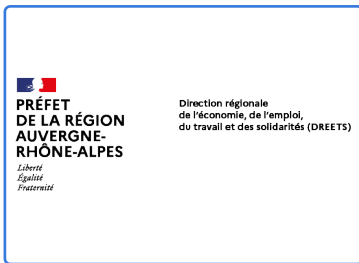 PRÉFET
DE LA RÉGION
AUVERGNE-
RHÔNE-ALPES
Liberté
Égalité
Fraternité
Direction régionale
de l'économie, de l'emploi,
du travail et des solidarités (DREETS)